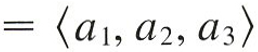 = ⟨a₁, a₂, a₃⟩